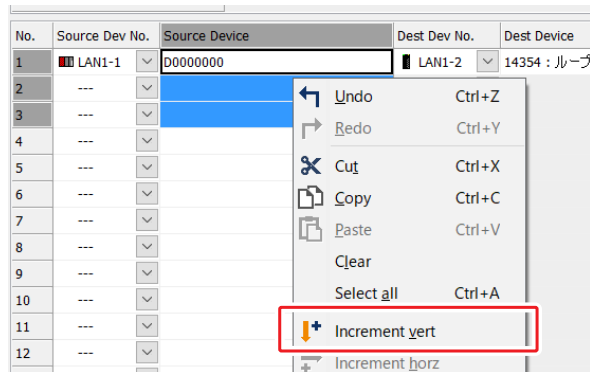 No. Source Dev No. Source Device Dest Dev No. Dest Device
1 LAN1-1 D0000000 LAN1-2 14354 : ループ
2 ---
3 ---
4 ---
5 ---
6 ---
7 ---
8 ---
9 ---
10 ---
11 ---
12 ---
Undo Ctrl+Z
Redo Ctrl+Y
Cut Ctrl+X
Copy Ctrl+C
Paste Ctrl+V
Clear
Select all Ctrl+A
Increment vert
Increment horz